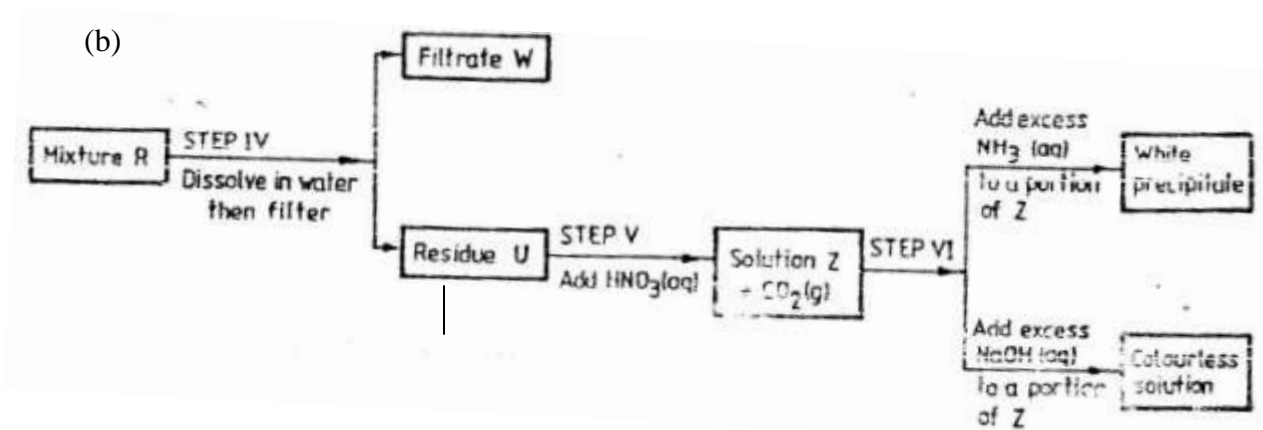 (b)
Filtrate W
Mixture R
STEP IV
Dissolve in water
then filter
Residue U
STEP V
Add HNO₃(aq)
Solution Z
+ CO₂(g)
STEP VI
Add excess
NH₃ (aq)
to a portion
of Z
White
precipitate
Add excess
NaOH (aq)
to a portion
of Z
Colourless
solution